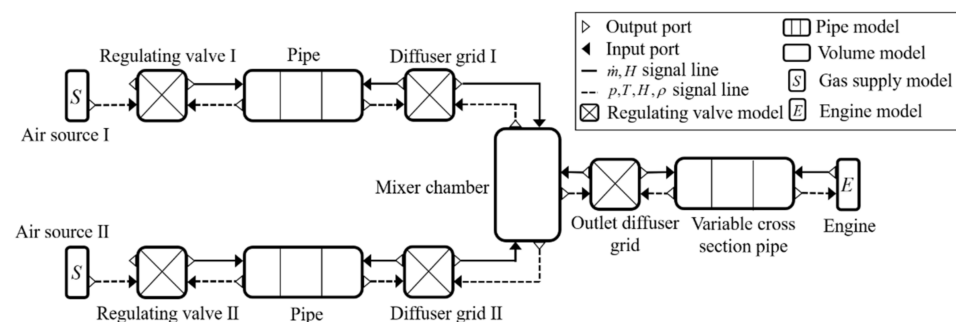 Output port
Input port
ṁ, H signal line
p, T, H, ρ signal line
Regulating valve model
Pipe model
Volume model
S Gas supply model
E Engine model
Regulating valve I
Pipe
Diffuser grid I
S
Air source I
Mixer chamber
E
Outlet diffuser
grid
Variable cross
section pipe
Engine
Air source II
S
Regulating valve II
Pipe
Diffuser grid II